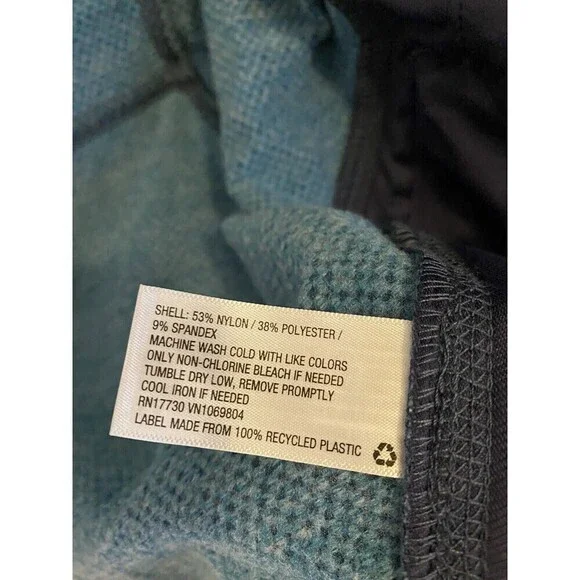 SHELL: 53% NYLON / 38% POLYESTER /
9% SPANDEX
MACHINE WASH COLD WITH LIKE COLORS
ONLY NON-CHLORINE BLEACH IF NEEDED
TUMBLE DRY LOW, REMOVE PROMPTLY
COOL IRON IF NEEDED
RN17730 VN1069804
LABEL MADE FROM 100% RECYCLED PLASTIC